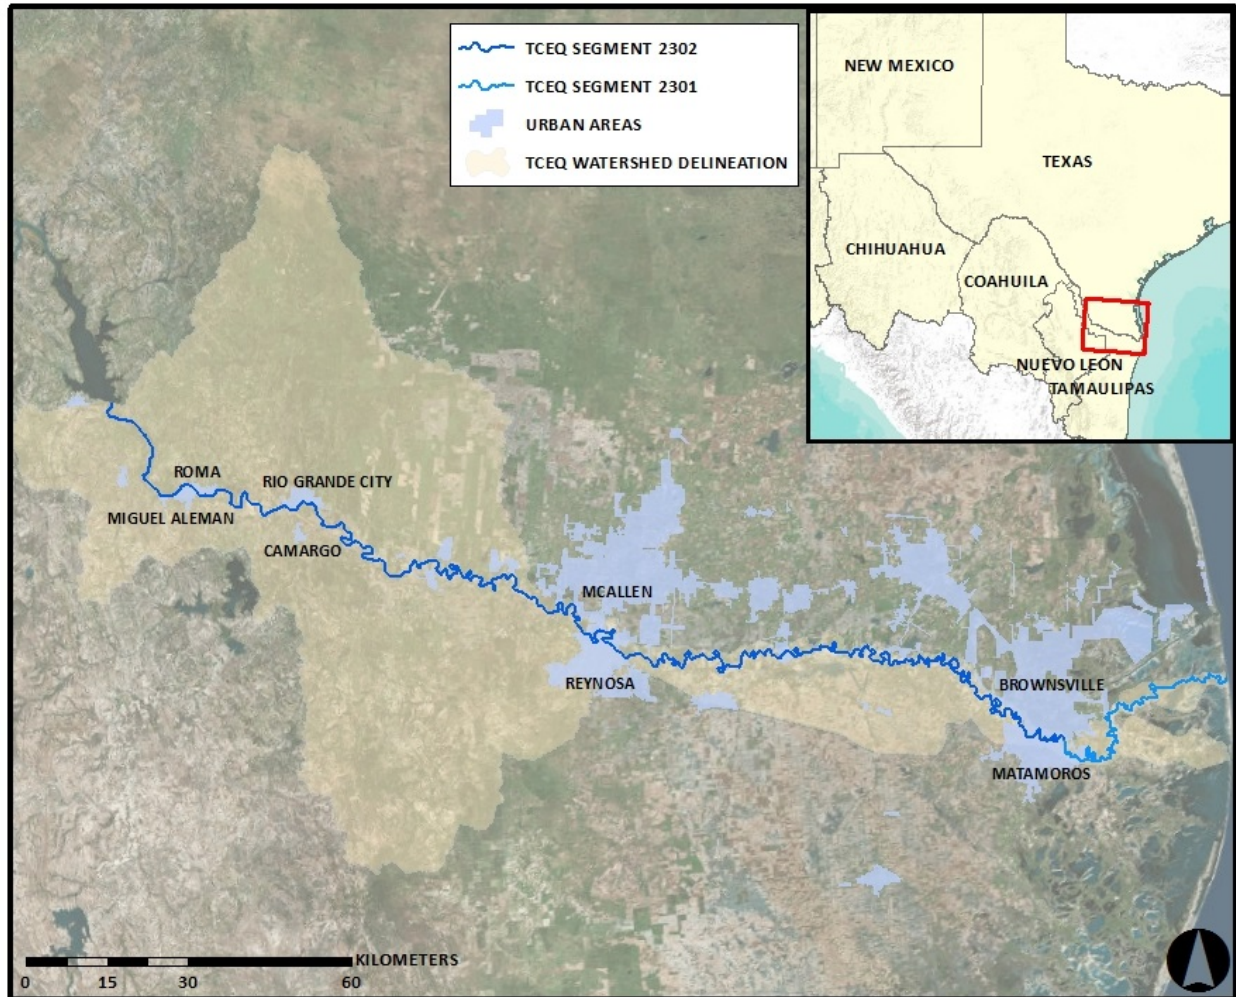 TCEQ SEGMENT 2302
TCEQ SEGMENT 2301
URBAN AREAS
TCEQ WATERSHED DELINEATION
NEW MEXICO
TEXAS
CHIHUAHUA
COAHUILA
NUEVO LEÓN
TAMAULIPAS
ROMA
RIO GRANDE CITY
MIGUEL ALEMAN
CAMARGO
MCALLEN
REYNOSA
BROWNSVILLE
MATAMOROS
KILOMETERS
0 15 30 60